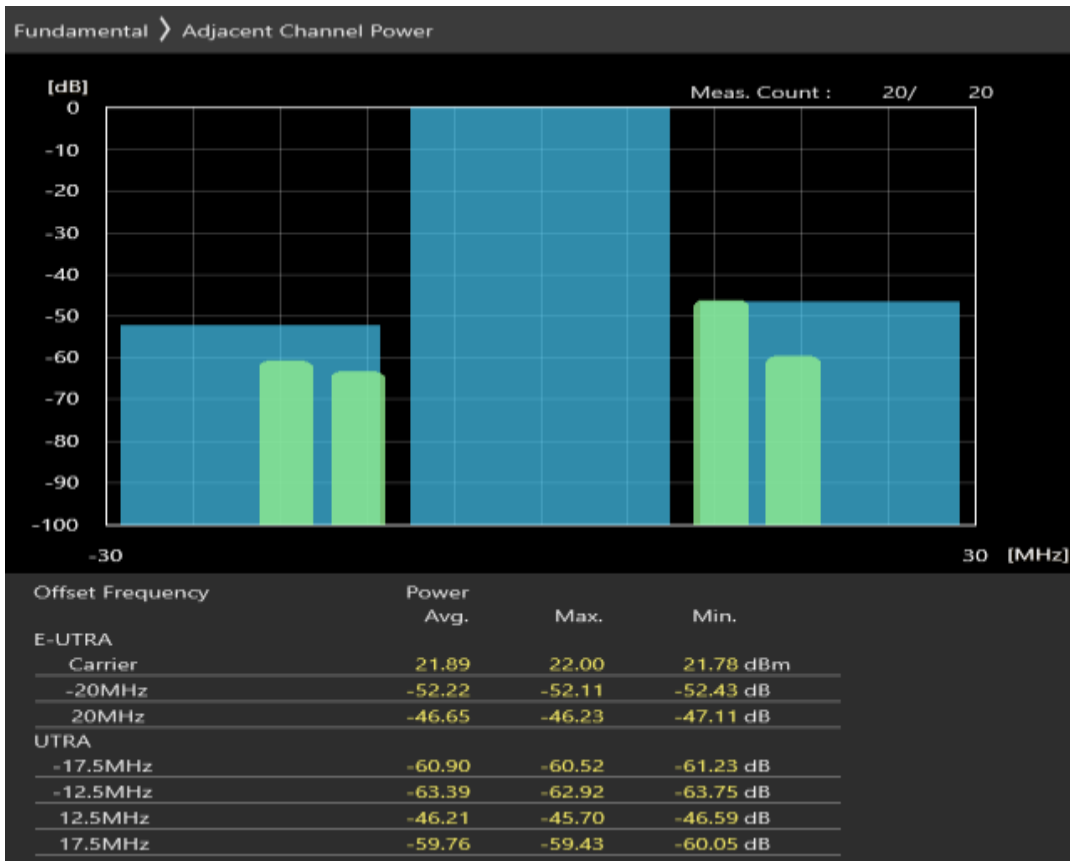 Fundamental ❯ Adjacent Channel Power
[dB]
Meas. Count : 20/ 20
0
-10
-20
-30
-40
-50
-60
-70
-80
-90
-100
-30 30 [MHz]
Offset Frequency Power
Avg. Max. Min.
E-UTRA
Carrier 21.89 22.00 21.78 dBm
-20MHz -52.22 -52.11 -52.43 dB
20MHz -46.65 -46.23 -47.11 dB
UTRA
-17.5MHz -60.90 -60.52 -61.23 dB
-12.5MHz -63.39 -62.92 -63.75 dB
12.5MHz -46.21 -45.70 -46.59 dB
17.5MHz -59.76 -59.43 -60.05 dB